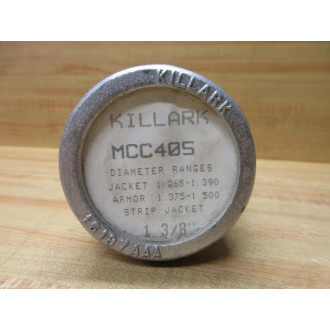 KILLARK
KILLARK
MCC405
DIAMETER RANGES
JACKET 1.265-1.390
ARMOR 1.375-1.500
STRIP JACKET
1 3/8"